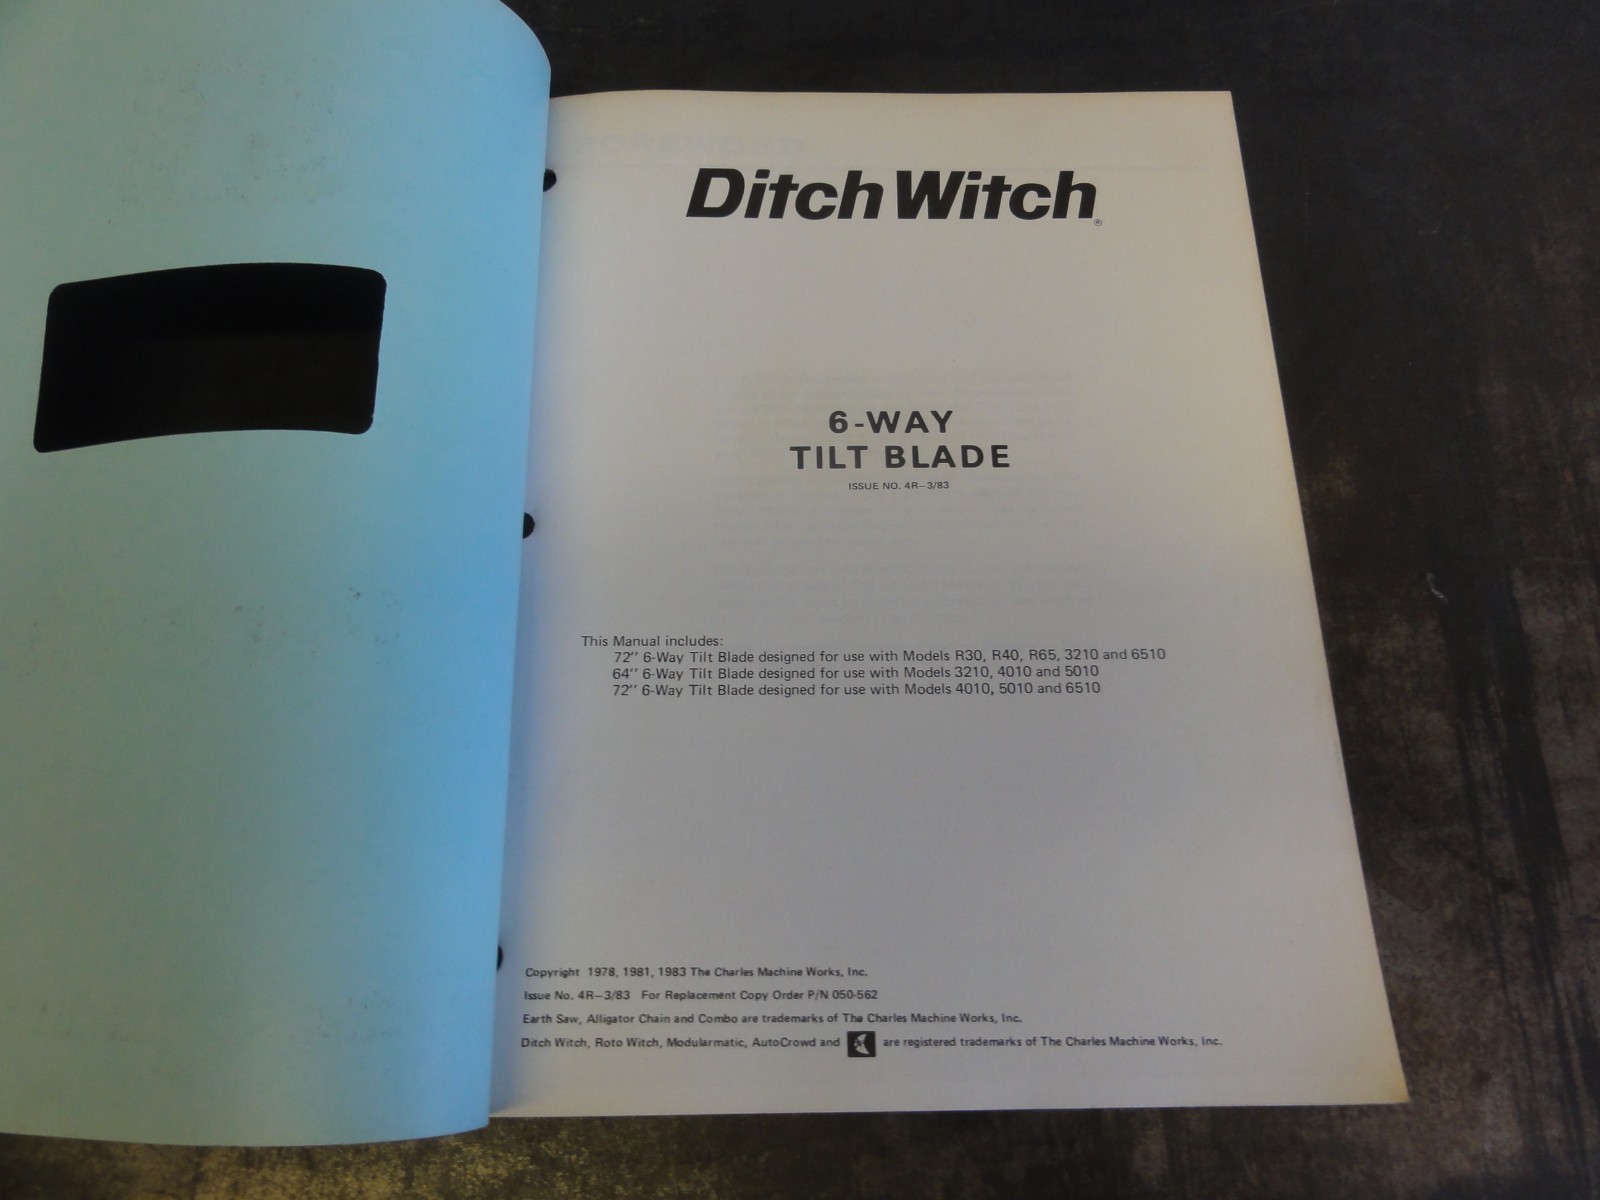 Ditch Witch®
6-WAY
TILT BLADE
ISSUE NO. 4R–3/83
This Manual includes:
72" 6-Way Tilt Blade designed for use with Models R30, R40, R65, 3210 and 6510
64" 6-Way Tilt Blade designed for use with Models 3210, 4010 and 5010
72" 6-Way Tilt Blade designed for use with Models 4010, 5010 and 6510
Copyright 1978, 1981, 1983 The Charles Machine Works, Inc.
Issue No. 4R–3/83 For Replacement Copy Order P/N 050-562
Earth Saw, Alligator Chain and Combo are trademarks of The Charles Machine Works, Inc.
Ditch Witch, Roto Witch, Modularmatic, AutoCrowd and are registered trademarks of The Charles Machine Works, Inc.